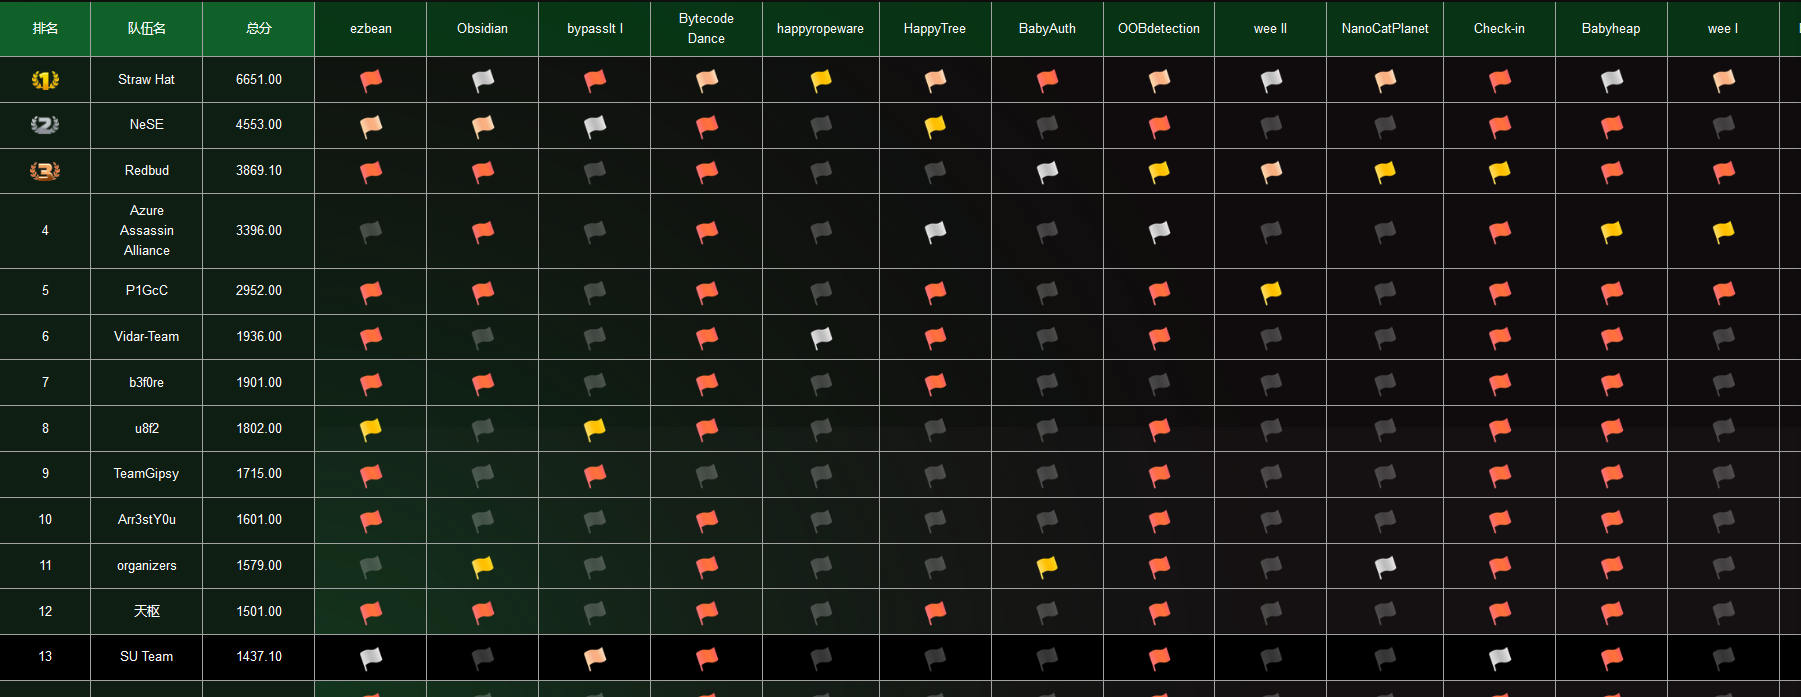 排名 队伍名 总分 ezbean Obsidian bypassIt I Bytecode Dance happyropeware HappyTree BabyAuth OOBdetection wee II NanoCatPlanet Check-in Babyheap wee I
1 Straw Hat 6651.00
2 NeSE 4553.00
3 Redbud 3869.10
4 Azure Assassin Alliance 3396.00
5 P1GcC 2952.00
6 Vidar-Team 1936.00
7 b3f0re 1901.00
8 u8f2 1802.00
9 TeamGipsy 1715.00
10 Arr3stY0u 1601.00
11 organizers 1579.00
12 天枢 1501.00
13 SU Team 1437.10